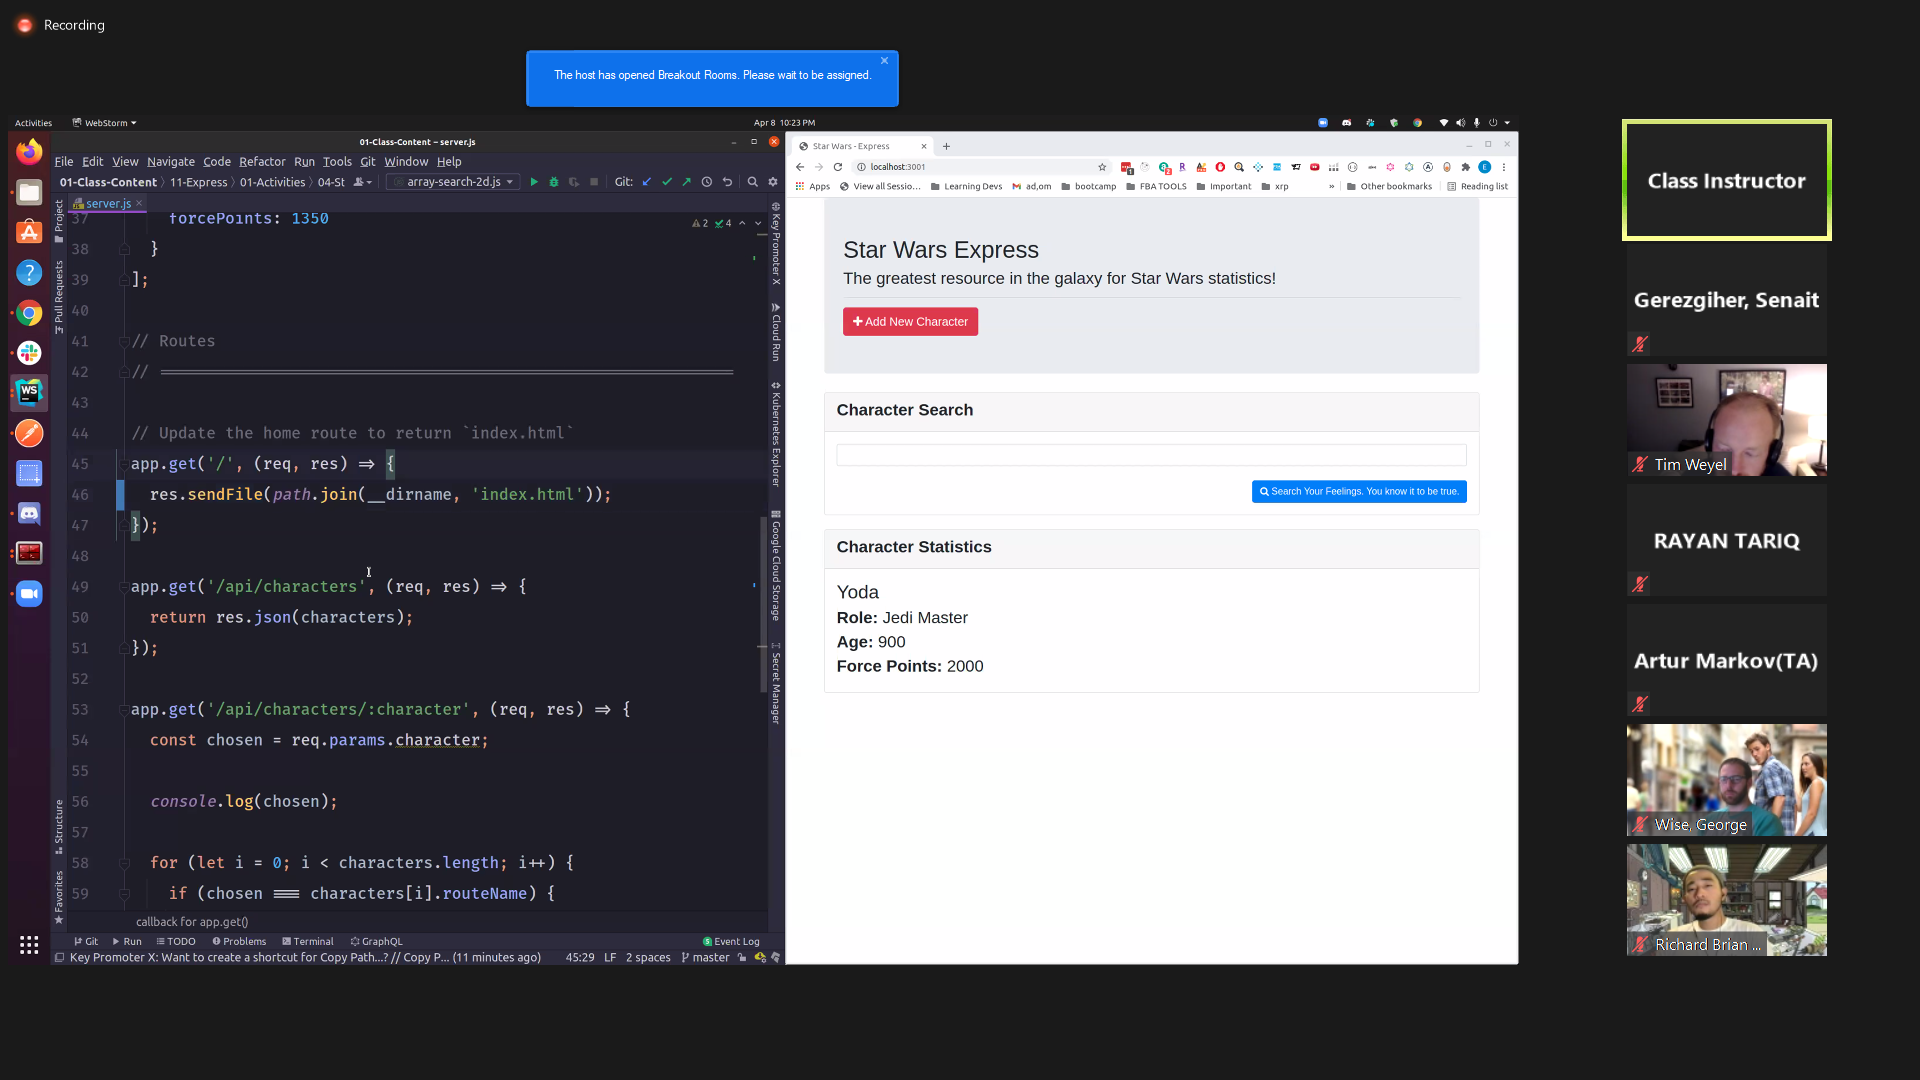 Recording
The host has opened Breakout Rooms. Please wait to be assigned.
Activities WebStorm Apr 8 10:23 PM
01-Class-Content – server.js
File Edit View Navigate Code Refactor Run Tools Git Window Help
01-Class-Content 11-Express 01-Activities 04-St array-search-2d.js Git:
server.js
Project
Pull Requests
Structure
Favorites
37 forcePoints: 1350
38 }
39 ];
40
41 // Routes
42 // =============================================================
43
44 // Update the home route to return `index.html`
45 app.get('/', (req, res) => {
46 res.sendFile(path.join(__dirname, 'index.html'));
47 });
48
49 app.get('/api/characters', (req, res) => {
50 return res.json(characters);
51 });
52
53 app.get('/api/characters/:character', (req, res) => {
54 const chosen = req.params.character;
55
56 console.log(chosen);
57
58 for (let i = 0; i < characters.length; i++) {
59 if (chosen === characters[i].routeName) {
2 4
callback for app.get()
Git Run TODO Problems Terminal GraphQL Event Log
Key Promoter X: Want to create a shortcut for Copy Path...? // Copy P... (11 minutes ago) 45:29 LF 2 spaces master
Key Promoter X
Cloud Run
Kubernetes Explorer
Google Cloud Storage
Secret Manager
Star Wars - Express
localhost:3001
Apps View all Sessio... Learning Devs ad,om bootcamp FBA TOOLS Important xrp » Other bookmarks Reading list
Star Wars Express
The greatest resource in the galaxy for Star Wars statistics!
Add New Character
Character Search
Search Your Feelings. You know it to be true.
Character Statistics
Yoda
Role: Jedi Master
Age: 900
Force Points: 2000
Class Instructor
Gerezgiher, Senait
Tim Weyel
RAYAN TARIQ
Artur Markov(TA)
Wise, George
Richard Brian ...